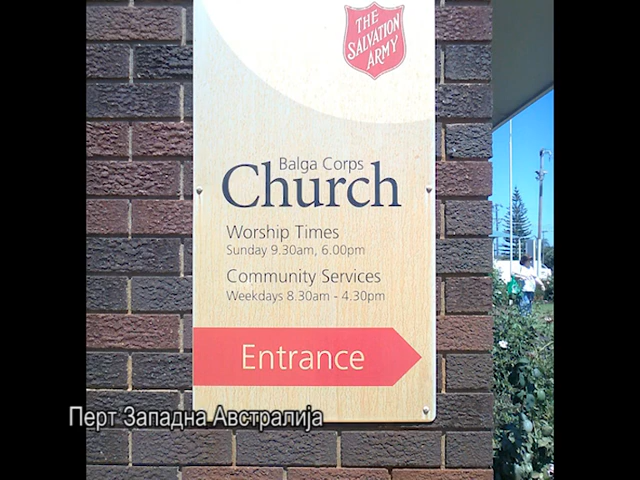 THE
SALVATION
ARMY
Balga Corps
Church
Worship Times
Sunday 9.30am, 6.00pm
Community Services
Weekdays 8.30am - 4.30pm
Entrance
Перт Западна Австралија